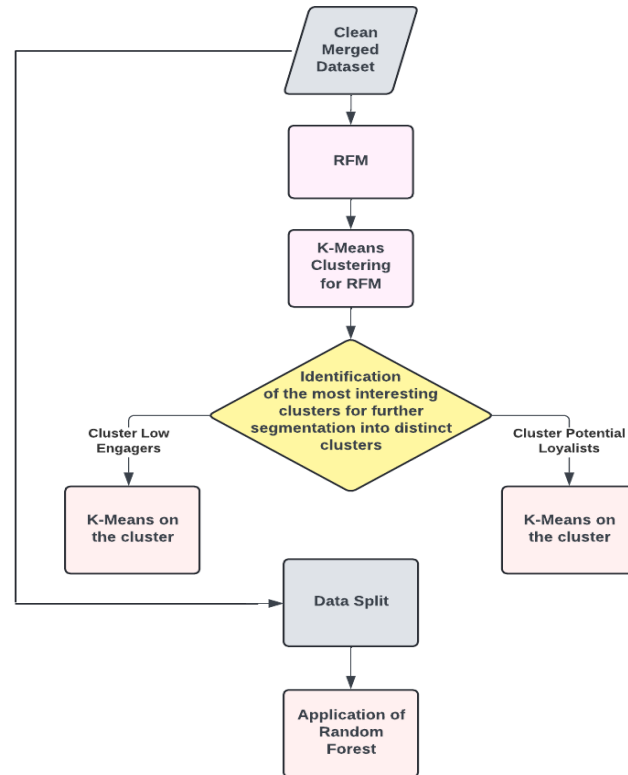 Clean
Merged
Dataset
RFM
K-Means
Clustering
for RFM
Identification
of the most interesting
clusters for further
segmentation into distinct
clusters
Cluster Low
Engagers
Cluster Potential
Loyalists
K-Means on
the cluster
K-Means on
the cluster
Data Split
Application of
Random
Forest